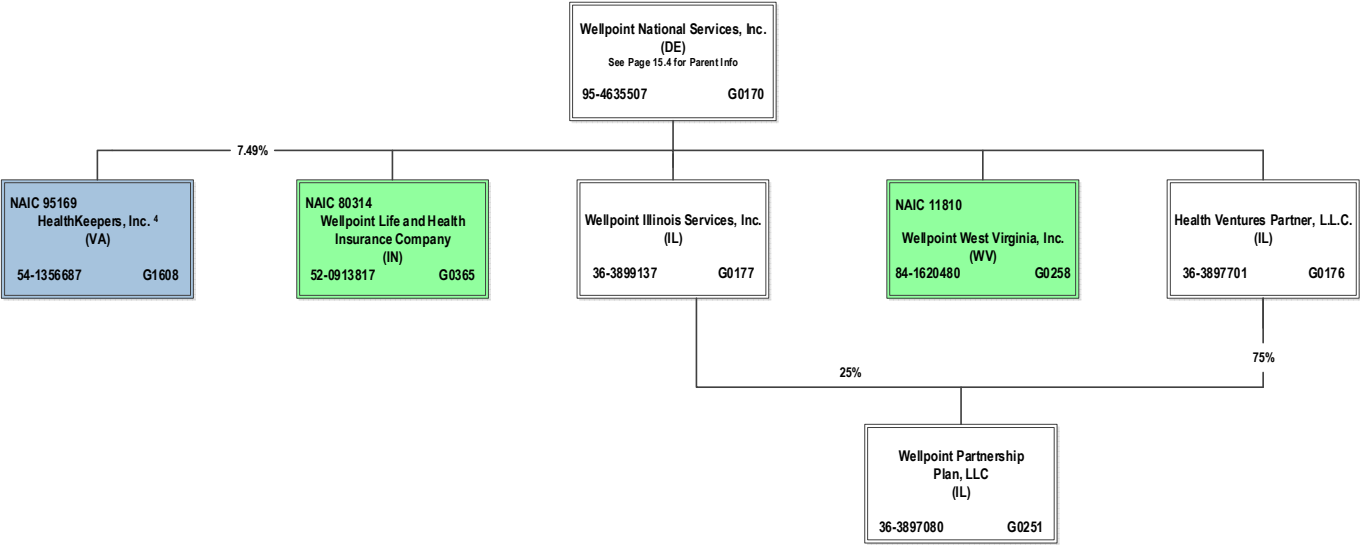 Wellpoint National Services, Inc.
(DE)
See Page 15.4 for Parent Info
95-4635507 G0170
7.49%
NAIC 95169
HealthKeepers, Inc. 4
(VA)
54-1356687 G1608
NAIC 80314
Wellpoint Life and Health
Insurance Company
(IN)
52-0913817 G0365
Wellpoint Illinois Services, Inc.
(IL)
36-3899137 G0177
NAIC 11810
Wellpoint West Virginia, Inc.
(WV)
84-1620480 G0258
Health Ventures Partner, L.L.C.
(IL)
36-3897701 G0176
25%
75%
Wellpoint Partnership
Plan, LLC
(IL)
36-3897080 G0251